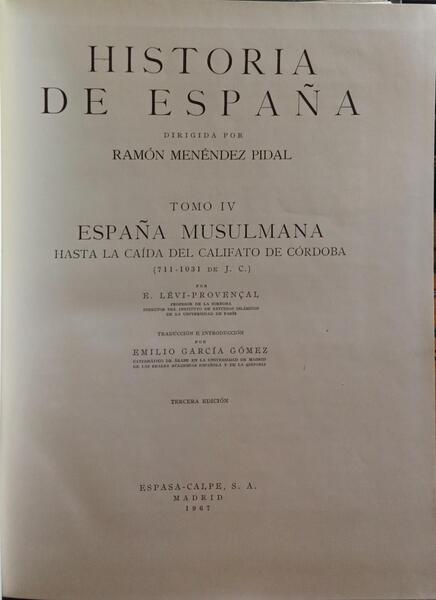 HISTORIA
DE ESPAÑA
DIRIGIDA POR
RAMÓN MENÉNDEZ PIDAL
TOMO IV
ESPAÑA MUSULMANA
HASTA LA CAÍDA DEL CALIFATO DE CÓRDOBA
(711-1031 DE J. C.)
POR
E. LÉVI-PROVENÇAL
PROFESOR DE LA SORBONA
DIRECTOR DEL INSTITUTO DE ESTUDIOS ISLÁMICOS
DE LA UNIVERSIDAD DE PARÍS
TRADUCCIÓN E INTRODUCCIÓN
POR
EMILIO GARCÍA GÓMEZ
CATEDRÁTICO DE ÁRABE EN LA UNIVERSIDAD DE MADRID
DE LAS REALES ACADEMIAS ESPAÑOLA Y DE LA HISTORIA
TERCERA EDICIÓN
ESPASA-CALPE, S. A.
MADRID
1967